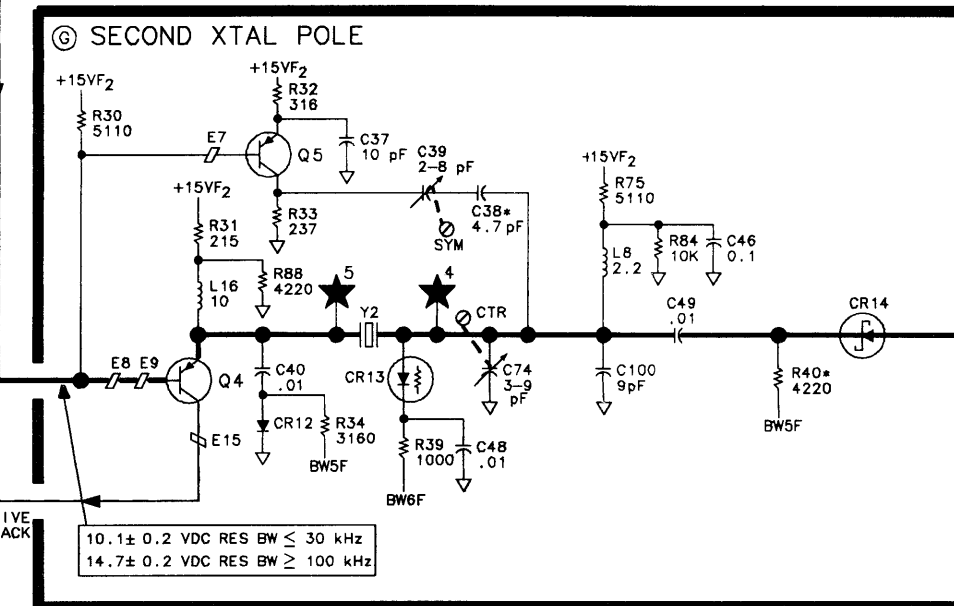 Ⓖ SECOND XTAL POLE
+15VF2
R30
5110
+15VF2
R32
316
E7
Q5
C37
10 pF
C39
2-8 pF
C38*
4.7 pF
SYM
R33
237
+15VF2
R31
215
R88
4220
L16
10
5
4
Y2
CTR
+15VF2
R75
5110
L8
2.2
R84
10K
C46
0.1
C49
.01
CR14
E8
E9
Q4
C40
.01
CR13
C74
3-9
pF
C100
9pF
R40*
4220
BW5F
E15
CR12
R34
3160
BW5F
R39
1000
C48
.01
BW6F
IVE
ACK
10.1± 0.2 VDC RES BW ≤ 30 kHz
14.7± 0.2 VDC RES BW ≥ 100 kHz